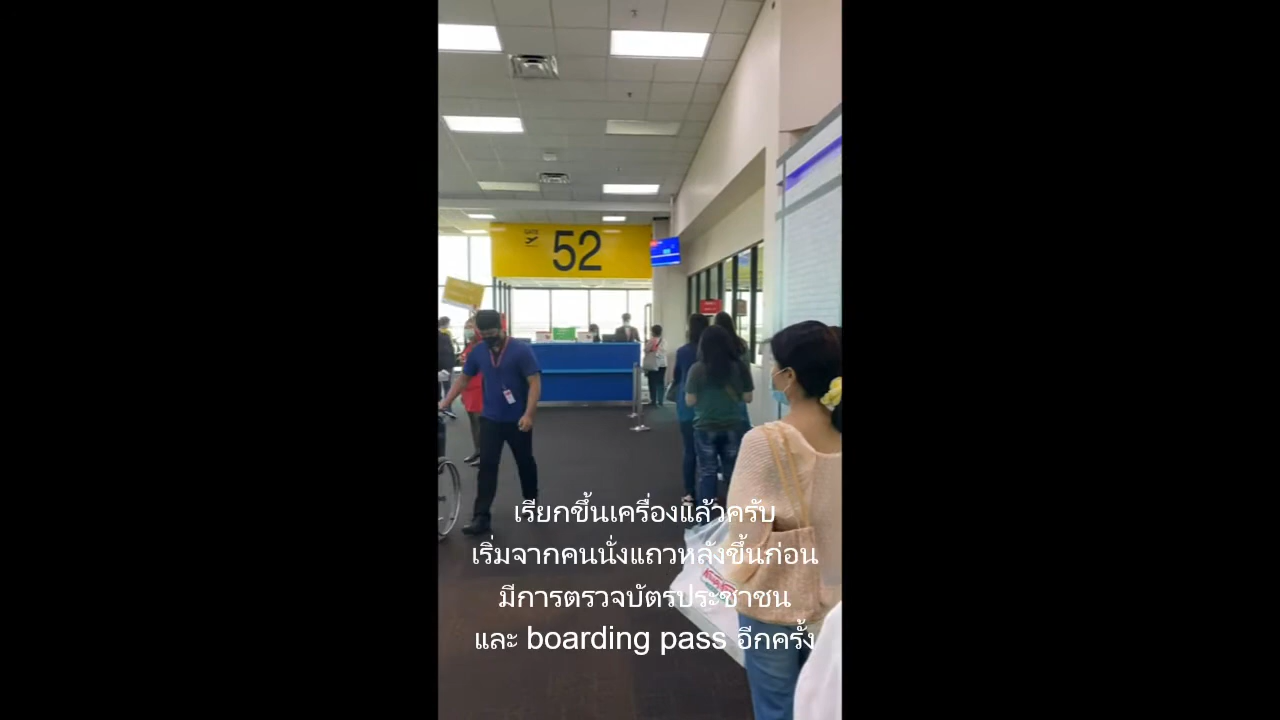 GATE
52
เรียกขึ้นเครื่องแล้วครับ
เริ่มจากคนนั่งแถวหลังขึ้นก่อน
มีการตรวจบัตรประชาชน
และ boarding pass อีกครั้ง